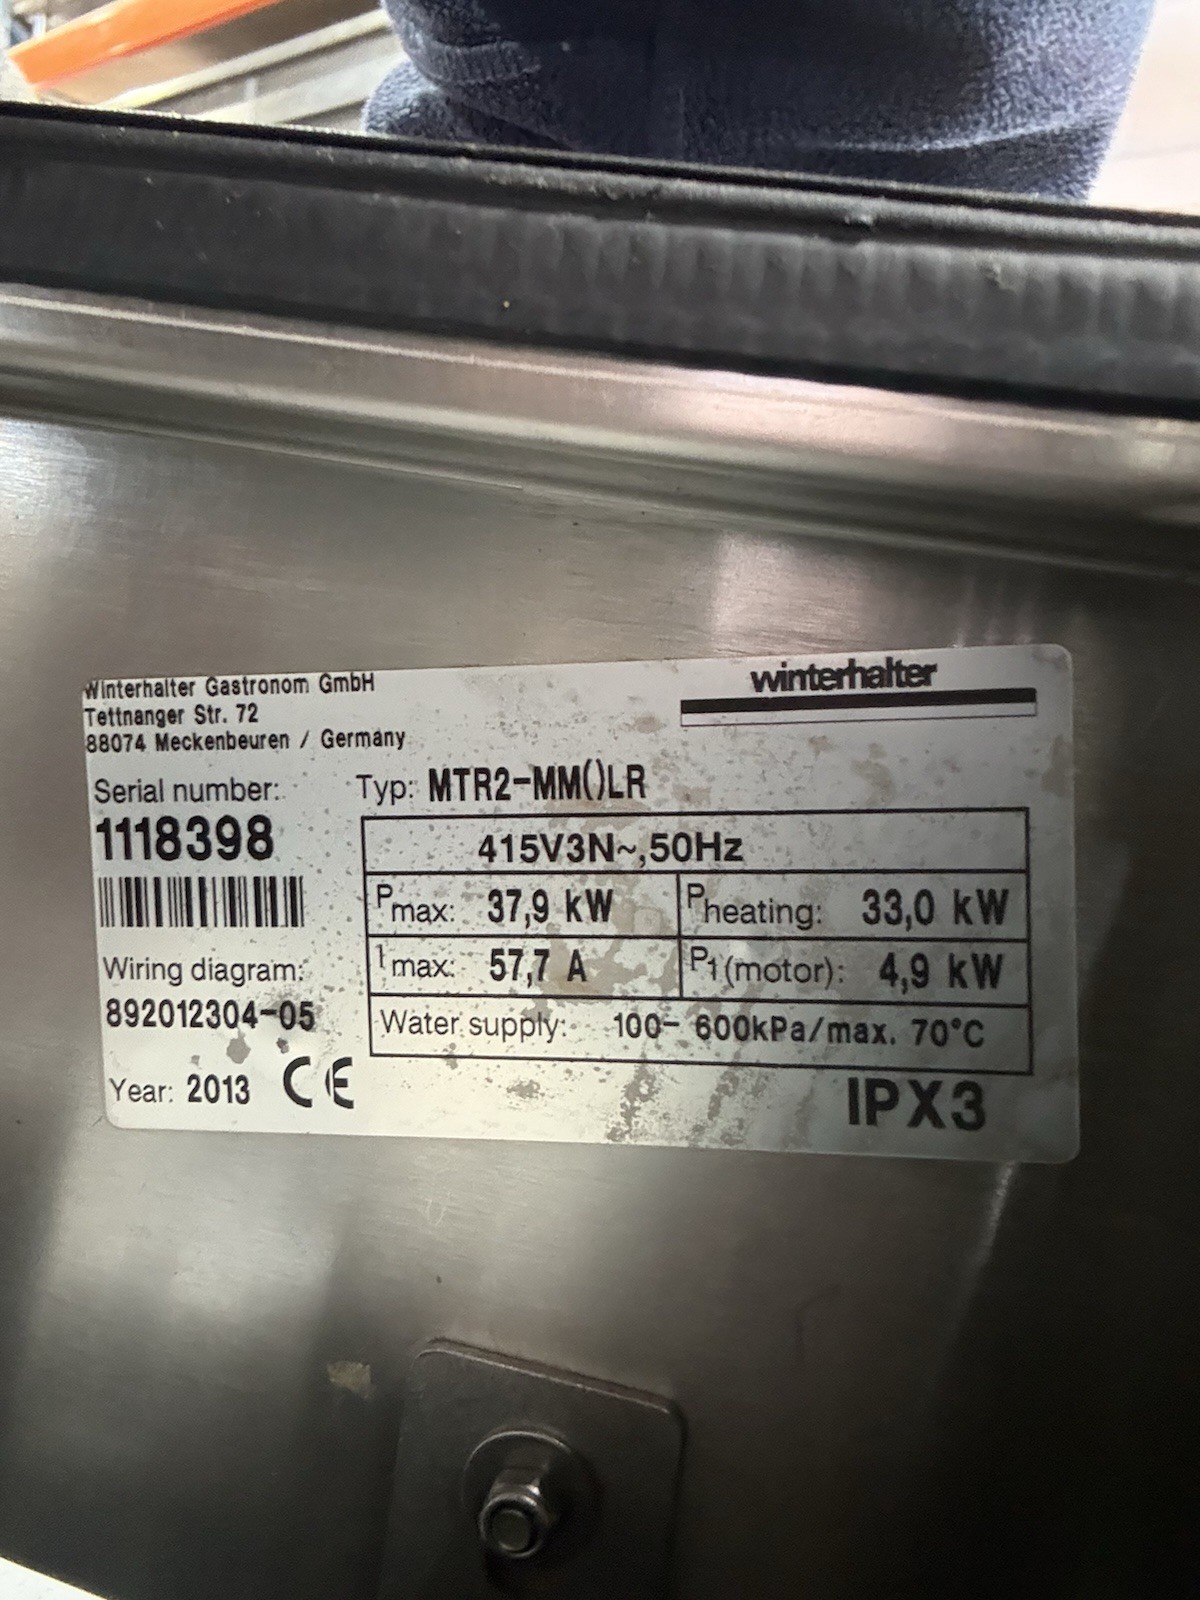 Winterhalter Gastronom GmbH
Tettnanger Str. 72
88074 Meckenbeuren / Germany
winterhalter
Serial number:
1118398
Typ: MTR2-MM()LR
415V3N~,50Hz
Pmax: 37,9 kW
Pheating: 33,0 kW
Imax: 57,7 A
P1(motor): 4,9 kW
Water supply: 100- 600kPa/max. 70°C
Wiring diagram:
892012304-05
Year: 2013 CE
IPX3